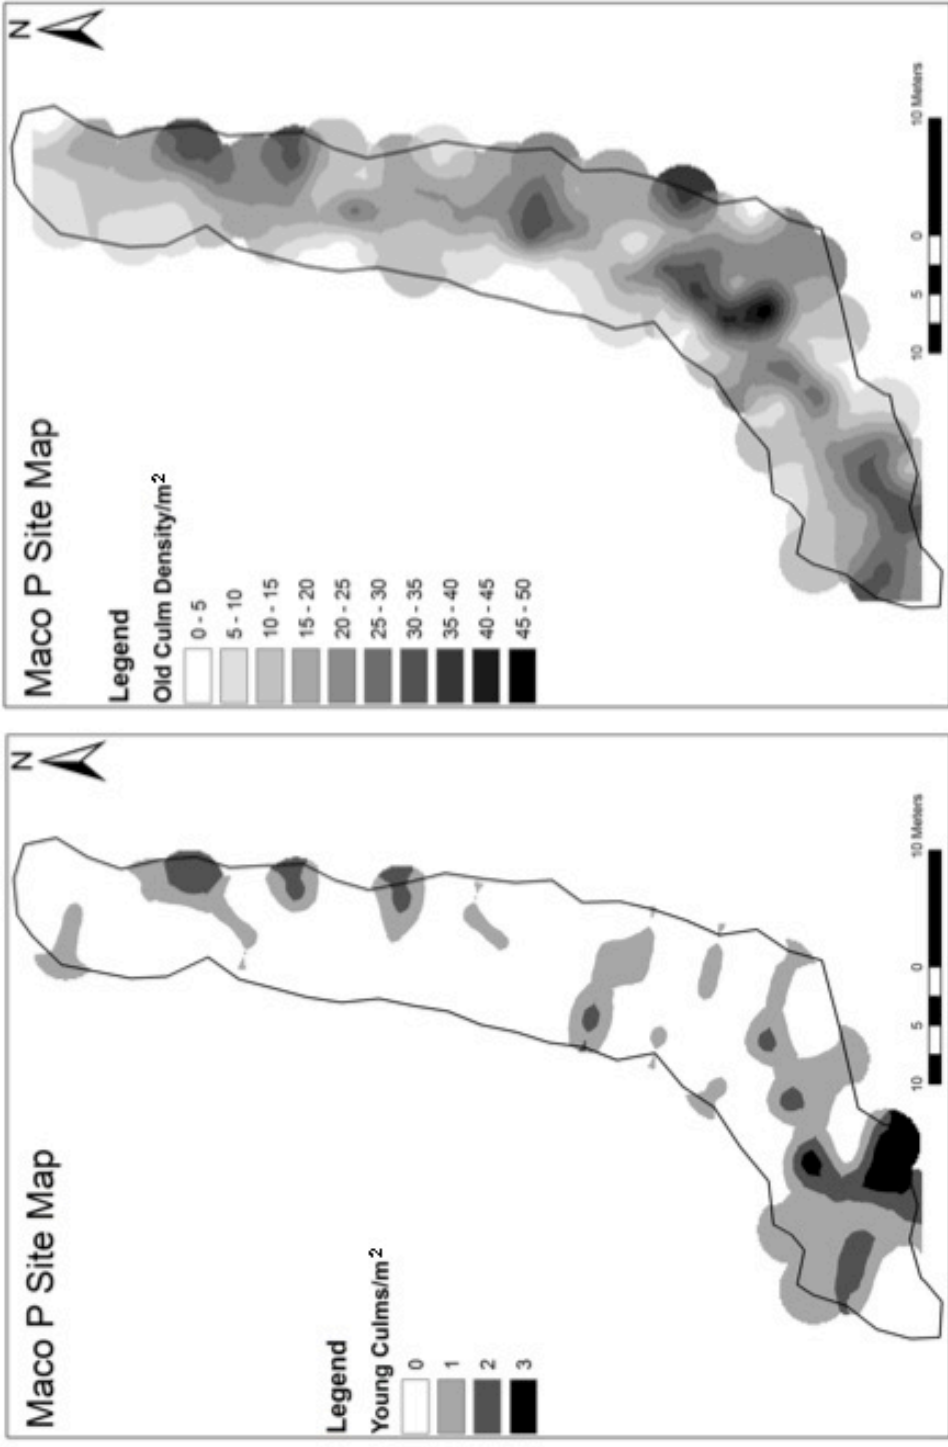 Maco P Site Map
N
Legend
Young Culms/m²
0
1
2
3
10 5 0 10 Meters
Maco P Site Map
N
Legend
Old Culm Density/m²
0 - 5
5 - 10
10 - 15
15 - 20
20 - 25
25 - 30
30 - 35
35 - 40
40 - 45
45 - 50
10 5 0 10 Meters